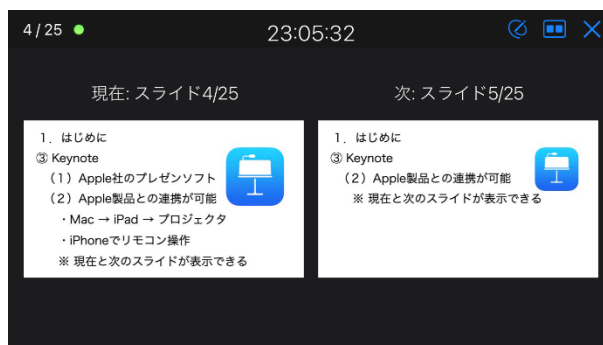 4/25
23:05:32
現在: スライド4/25
次: スライド5/25
1．はじめに
③ Keynote
（1）Apple社のプレゼンソフト
（2）Apple製品との連携が可能
・Mac → iPad → プロジェクタ
・iPhoneでリモコン操作
※ 現在と次のスライドが表示できる
1．はじめに
③ Keynote
（2）Apple製品との連携が可能
※ 現在と次のスライドが表示できる